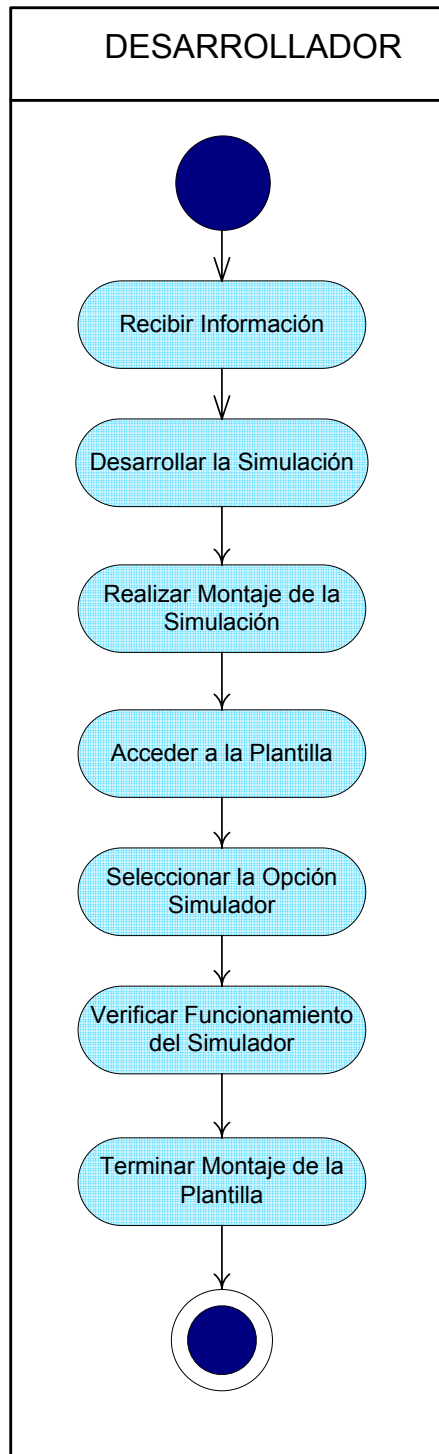 DESARROLLADOR
Recibir Información
Desarrollar la Simulación
Realizar Montaje de la
Simulación
Acceder a la Plantilla
Seleccionar la Opción
Simulador
Verificar Funcionamiento
del Simulador
Terminar Montaje de la
Plantilla